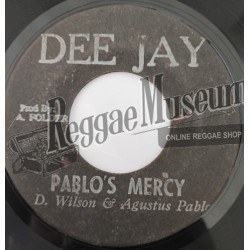 DEE JAY
Prod By
A. FOLDER
Reggae Museum
ONLINE REGGAE SHOP
PABLO'S MERCY
D. Wilson & Agustus Pablo